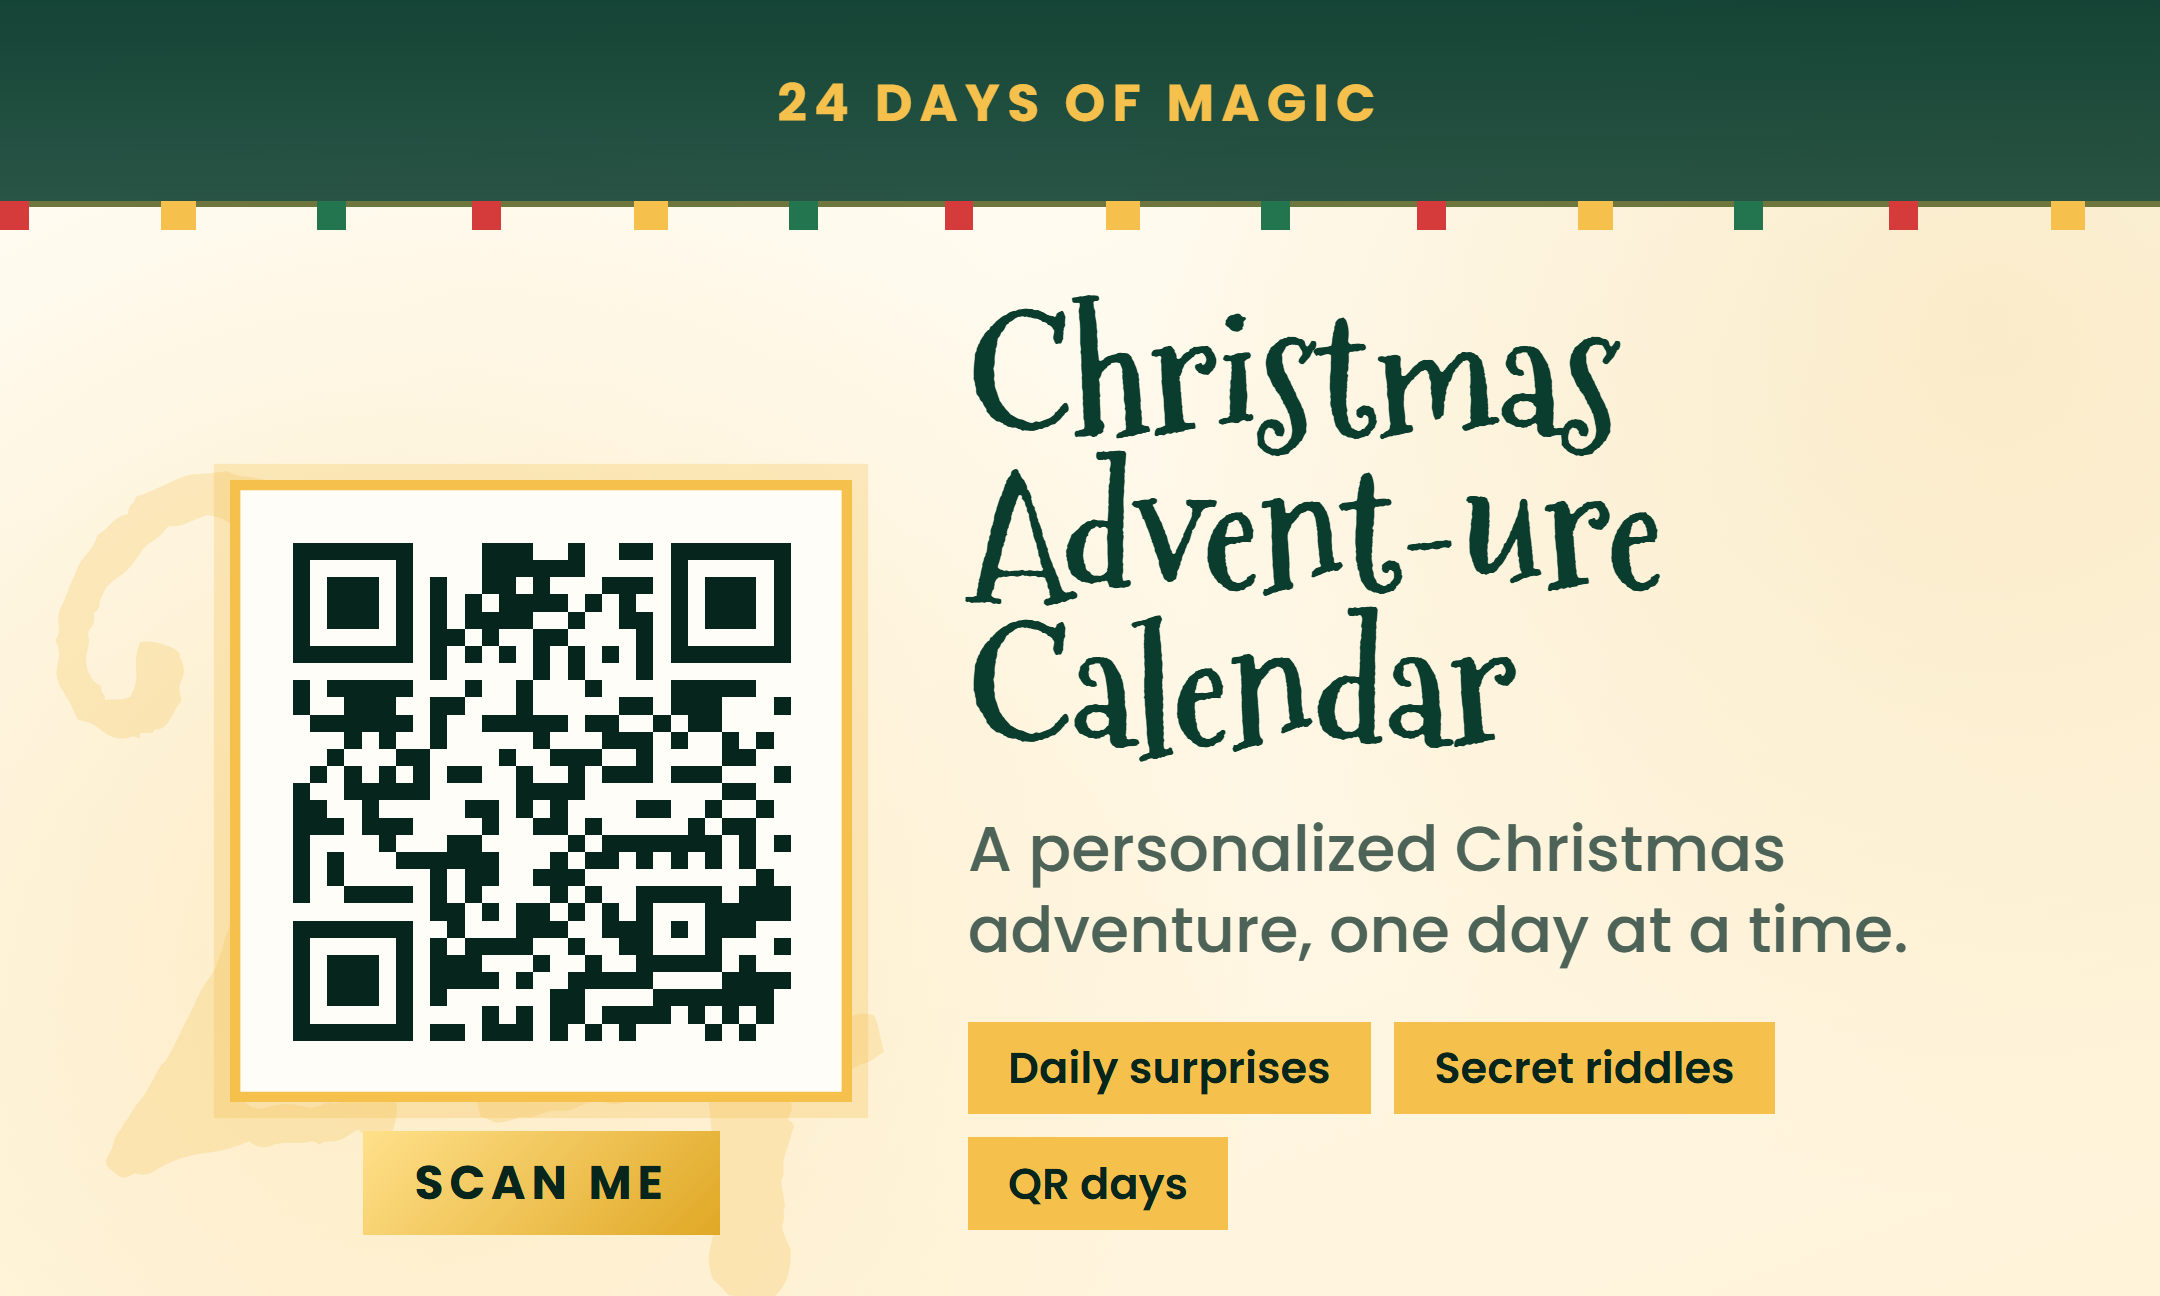 24 DAYS OF MAGIC
Christmas
Advent-ure
Calendar
A personalized Christmas
adventure, one day at a time.
Daily surprises
Secret riddles
QR days
SCAN ME